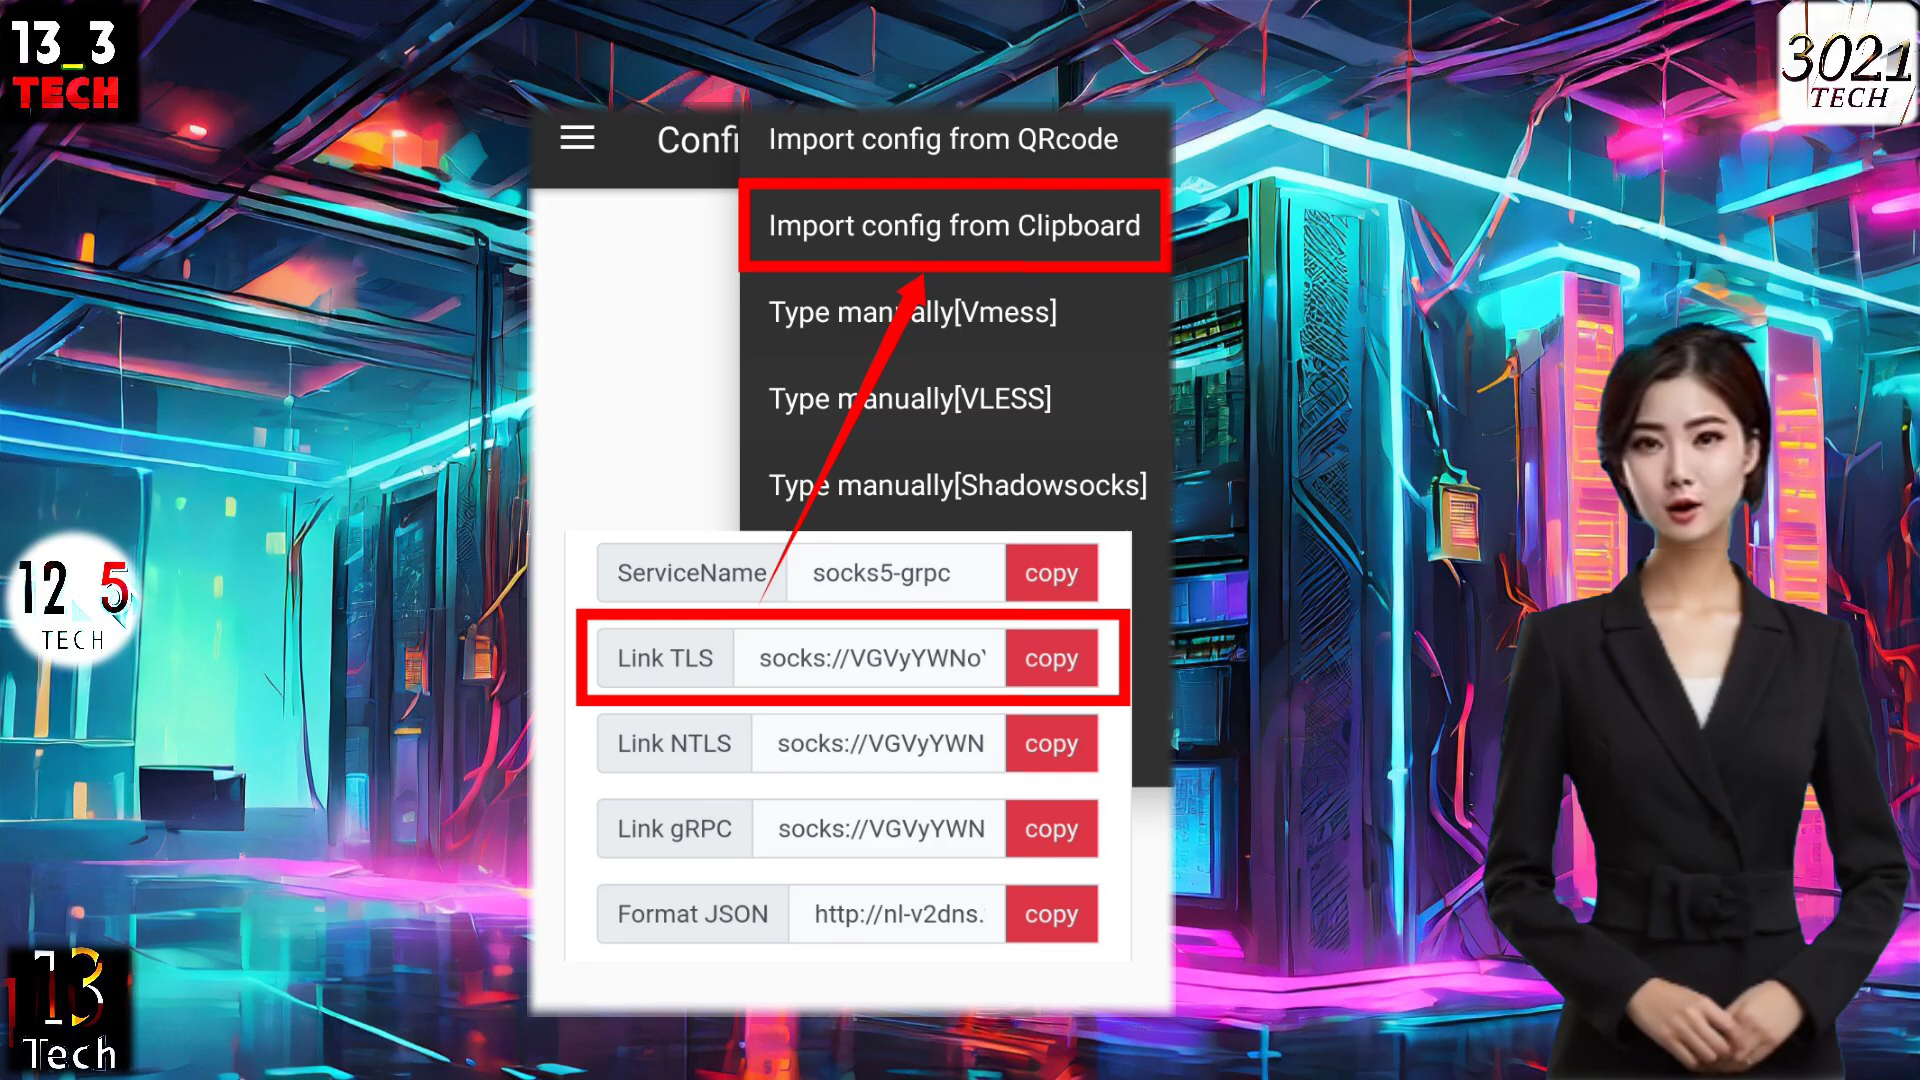 13_3
TECH
3021
TECH
Confi
Import config from QRcode
Import config from Clipboard
Type manually[Vmess]
Type manually[VLESS]
Type manually[Shadowsocks]
ServiceName socks5-grpc copy
Link TLS socks://VGVyYWNo copy
Link NTLS socks://VGVyYWN copy
Link gRPC socks://VGVyYWN copy
Format JSON http://nl-v2dns. copy
12_5
TECH
13
Tech